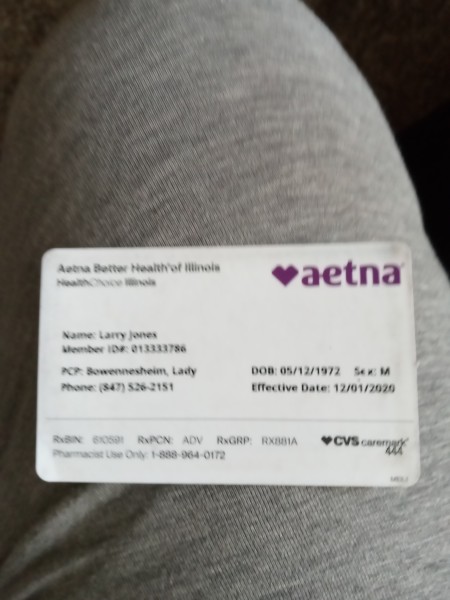 Aetna Better Health® of Illinois
HealthChoice Illinois
aetna®
Name: Larry Jones
Member ID#: 013333786
PCP: Bowennesheim, Lady
DOB: 05/12/1972 Sex: M
Phone: (847) 526-2151
Effective Date: 12/01/2020
RxBIN: 610591 RxPCN: ADV RxGRP: RX881A
CVS caremark®
Pharmacist Use Only: 1-888-964-0172